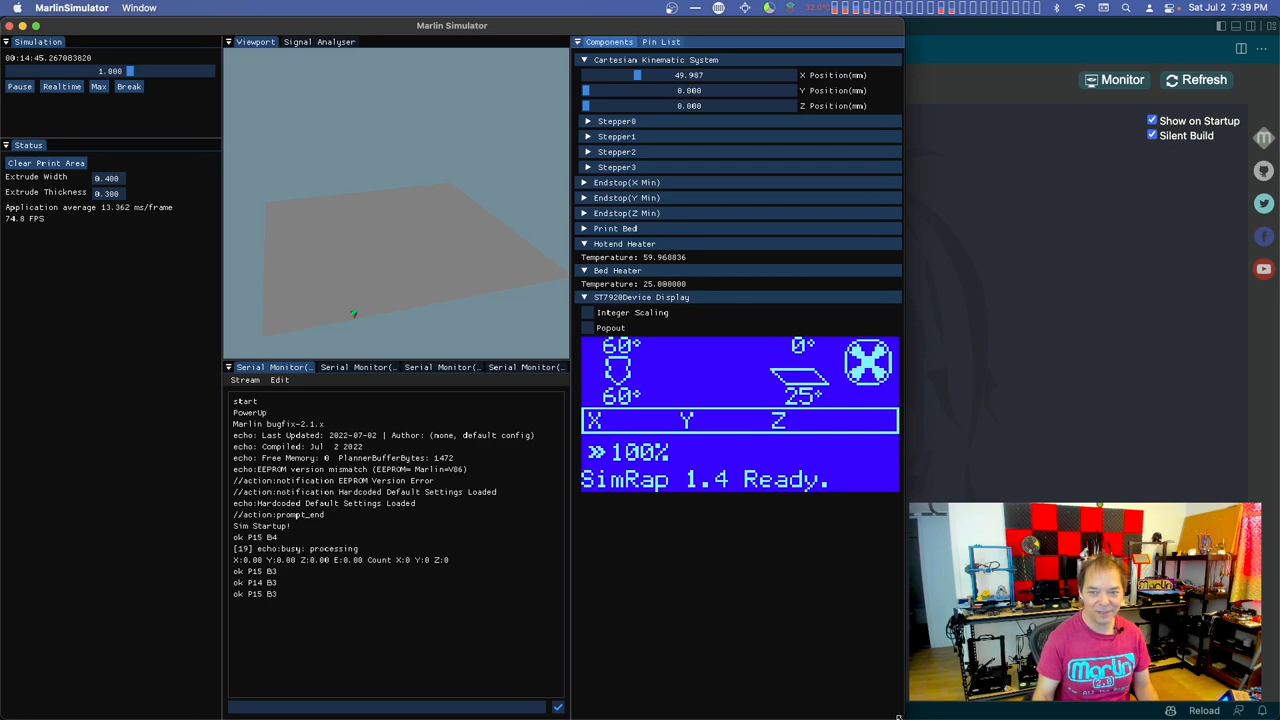 MarlinSimulator Window
Sat Jul 2 7:39 PM
Marlin Simulator
Simulation
00:14:45.267083820
1.000
Pause Realtime Max Break
Status
Clear Print Area
Extrude Width 0.400
Extrude Thickness 0.300
Application average 13.362 ms/frame
74.8 FPS
Viewport Signal Analyser
Serial Monitor(.. Serial Monitor(.. Serial Monitor(.. Serial Monitor(..
Stream Edit
start
PowerUp
Marlin bugfix-2.1.x
echo: Last Updated: 2022-07-02 | Author: (none, default config)
echo: Compiled: Jul 2 2022
echo: Free Memory: 0 PlannerBufferBytes: 1472
echo:EEPROM version mismatch (EEPROM= Marlin=V86)
//action:notification EEPROM Version Error
//action:notification Hardcoded Default Settings Loaded
echo:Hardcoded Default Settings Loaded
//action:prompt_end
Sim Startup!
ok P15 B4
[19] echo:busy: processing
X:0.00 Y:0.00 Z:0.00 E:0.00 Count X:0 Y:0 Z:0
ok P15 B3
ok P14 B3
ok P15 B3
Components Pin List
Cartesian Kinematic System
49.987 X Position(mm)
0.000 Y Position(mm)
0.000 Z Position(mm)
Stepper0
Stepper1
Stepper2
Stepper3
Endstop(X Min)
Endstop(Y Min)
Endstop(Z Min)
Print Bed
Hotend Heater
Temperature: 59.968836
Bed Heater
Temperature: 25.000000
ST7920Device Display
Integer Scaling
Popout
60° 0°
60° 25°
X Y Z
»100%
SimRap 1.4 Ready.
Monitor Refresh
Show on Startup
Silent Build
Marlin
Reload